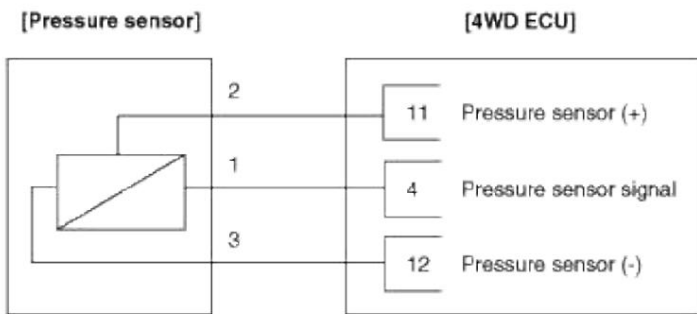 [Pressure sensor] [4WD ECU]
2 11 Pressure sensor (+)
1 4 Pressure sensor signal
3 12 Pressure sensor (-)